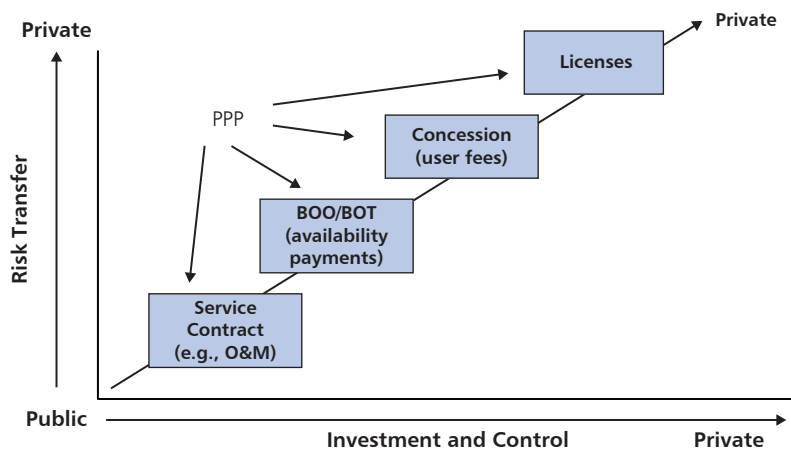 Private
Private
Licenses
PPP
Concession
(user fees)
BOO/BOT
(availability
payments)
Risk Transfer
Service
Contract
(e.g., O&M)
Public
Investment and Control
Private